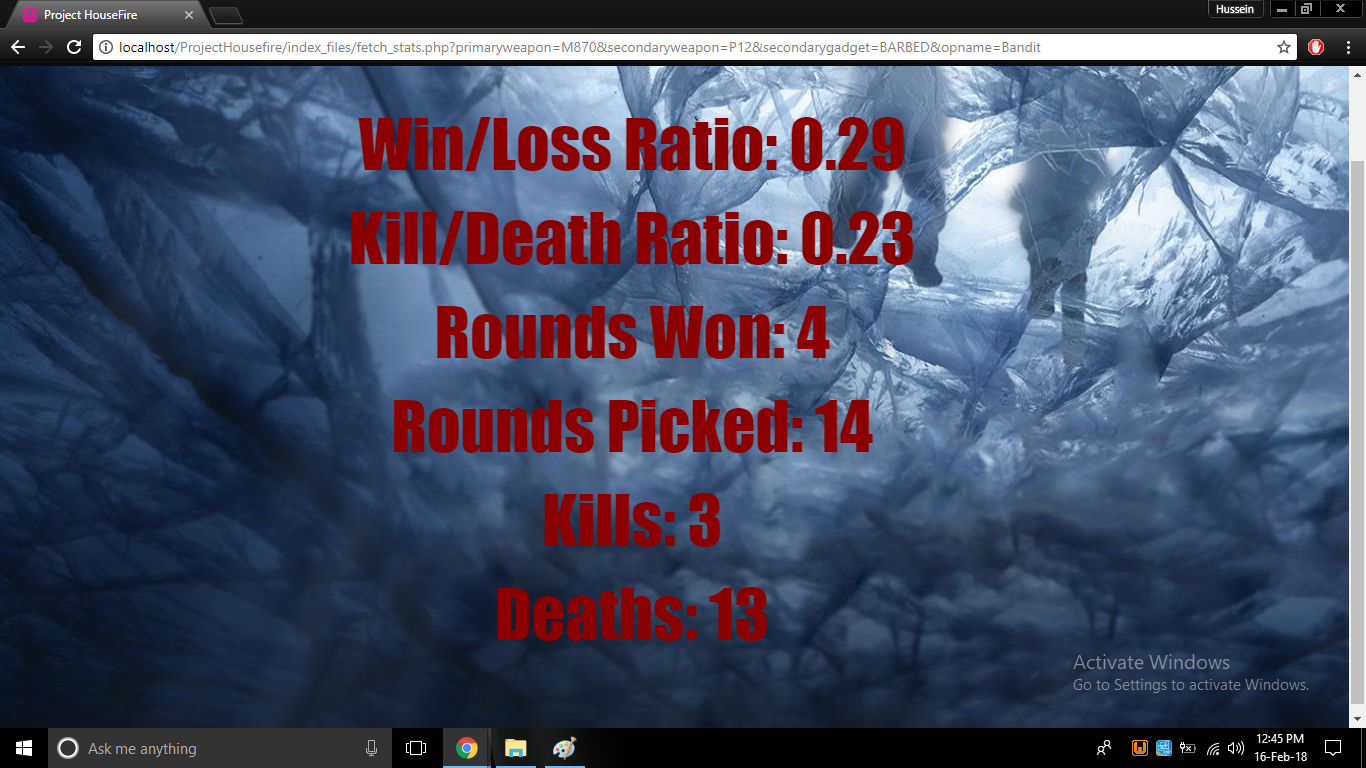 Project HouseFire
Hussein
localhost/ProjectHousefire/index_files/fetch_stats.php?primaryweapon=M870&secondaryweapon=P12&secondarygadget=BARBED&opname=Bandit
Win/Loss Ratio: 0.29
Kill/Death Ratio: 0.23
Rounds Won: 4
Rounds Picked: 14
Kills: 3
Deaths: 13
Activate Windows
Go to Settings to activate Windows.
Ask me anything
12:45 PM
16-Feb-18